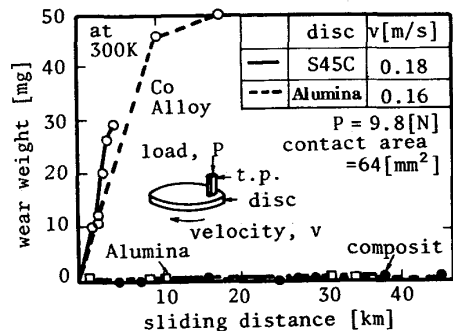 50
40
30
20
10
0
wear weight [mg]
at
300K
disc v[m/s]
S45C 0.18
Alumina 0.16
P = 9.8[N]
contact area
=64[mm²]
Co
Alloy
load, P
t.p.
disc
velocity, v
Alumina
composit
10 20 30 40
sliding distance [km]